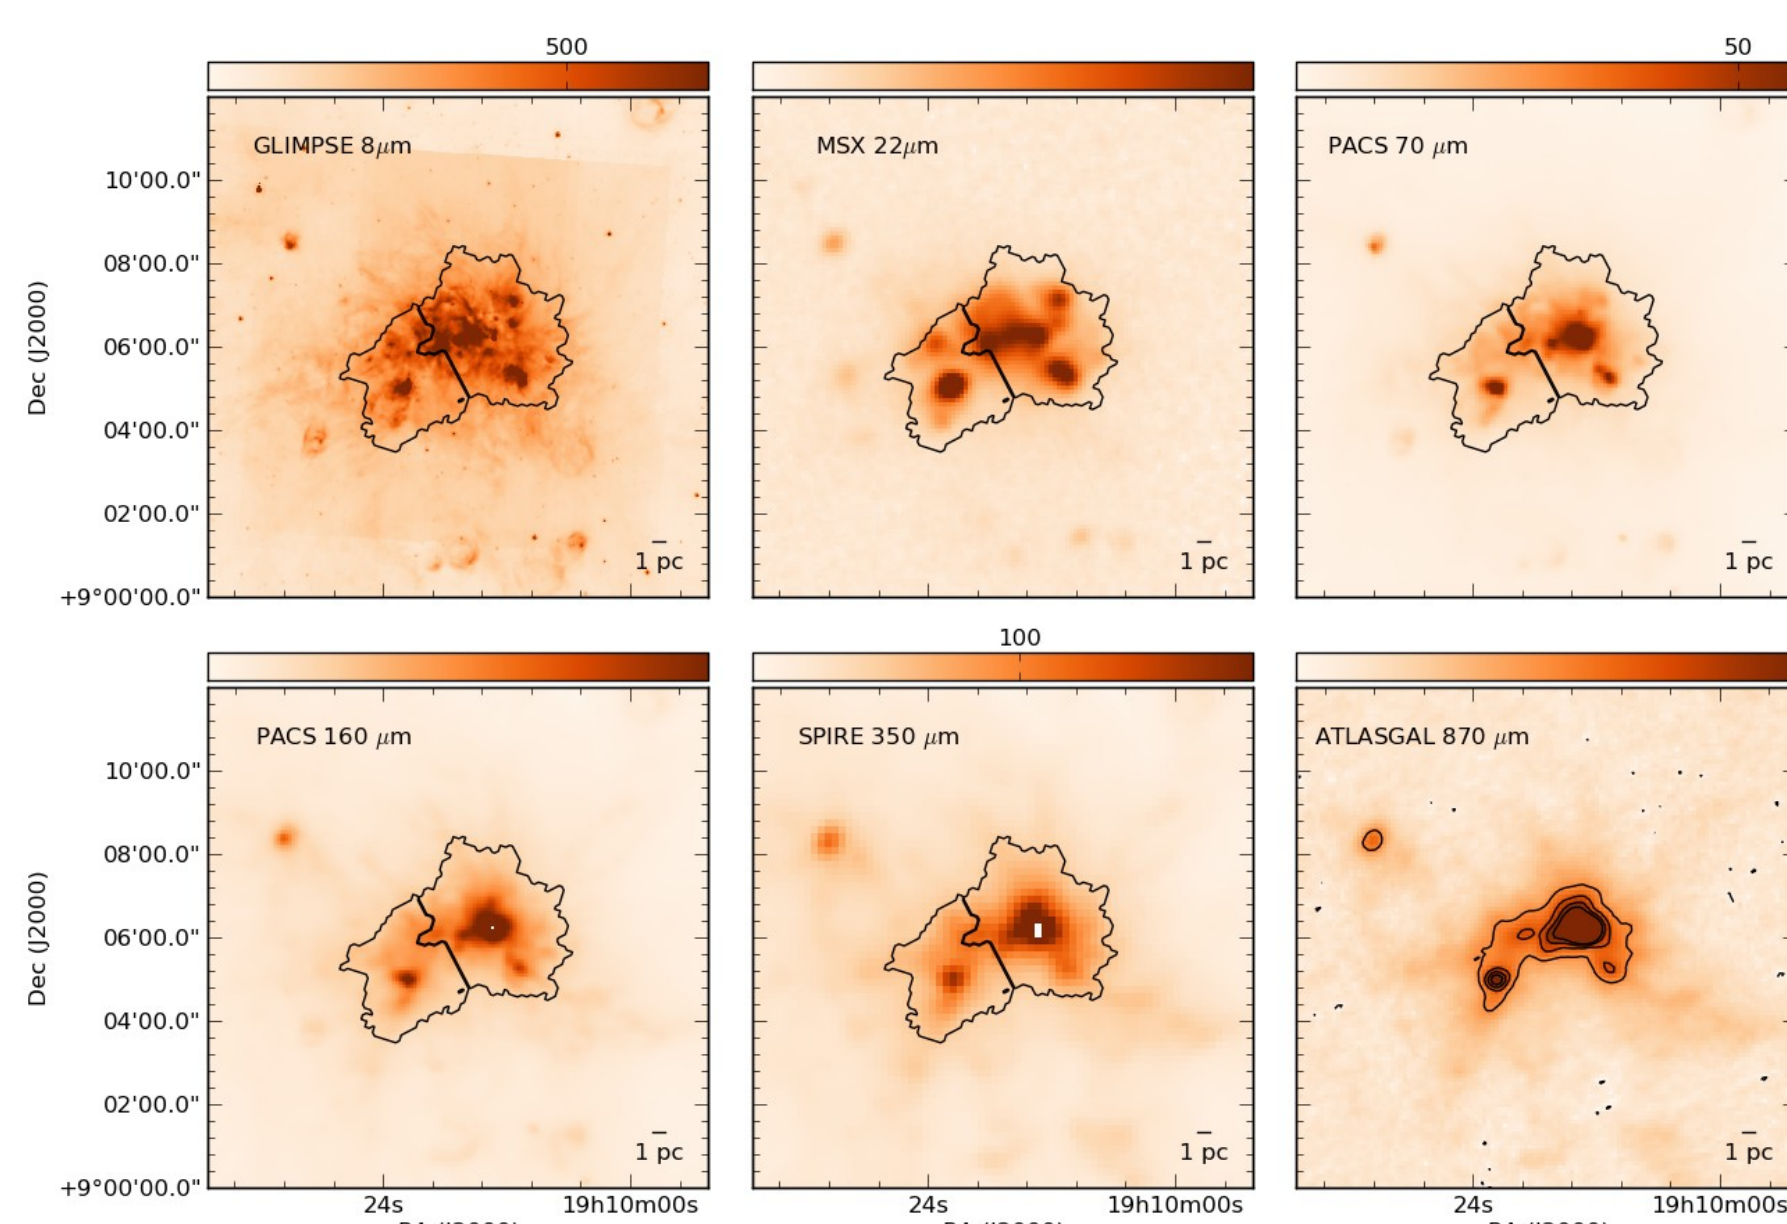 500
50
GLIMPSE 8μm
MSX 22μm
PACS 70 μm
10'00.0"
08'00.0"
06'00.0"
04'00.0"
02'00.0"
+9°00'00.0"
Dec (J2000)
1 pc
1 pc
1 pc
100
PACS 160 μm
SPIRE 350 μm
ATLASGAL 870 μm
10'00.0"
08'00.0"
06'00.0"
04'00.0"
02'00.0"
+9°00'00.0"
Dec (J2000)
1 pc
1 pc
1 pc
24s
19h10m00s
24s
19h10m00s
24s
19h10m00s